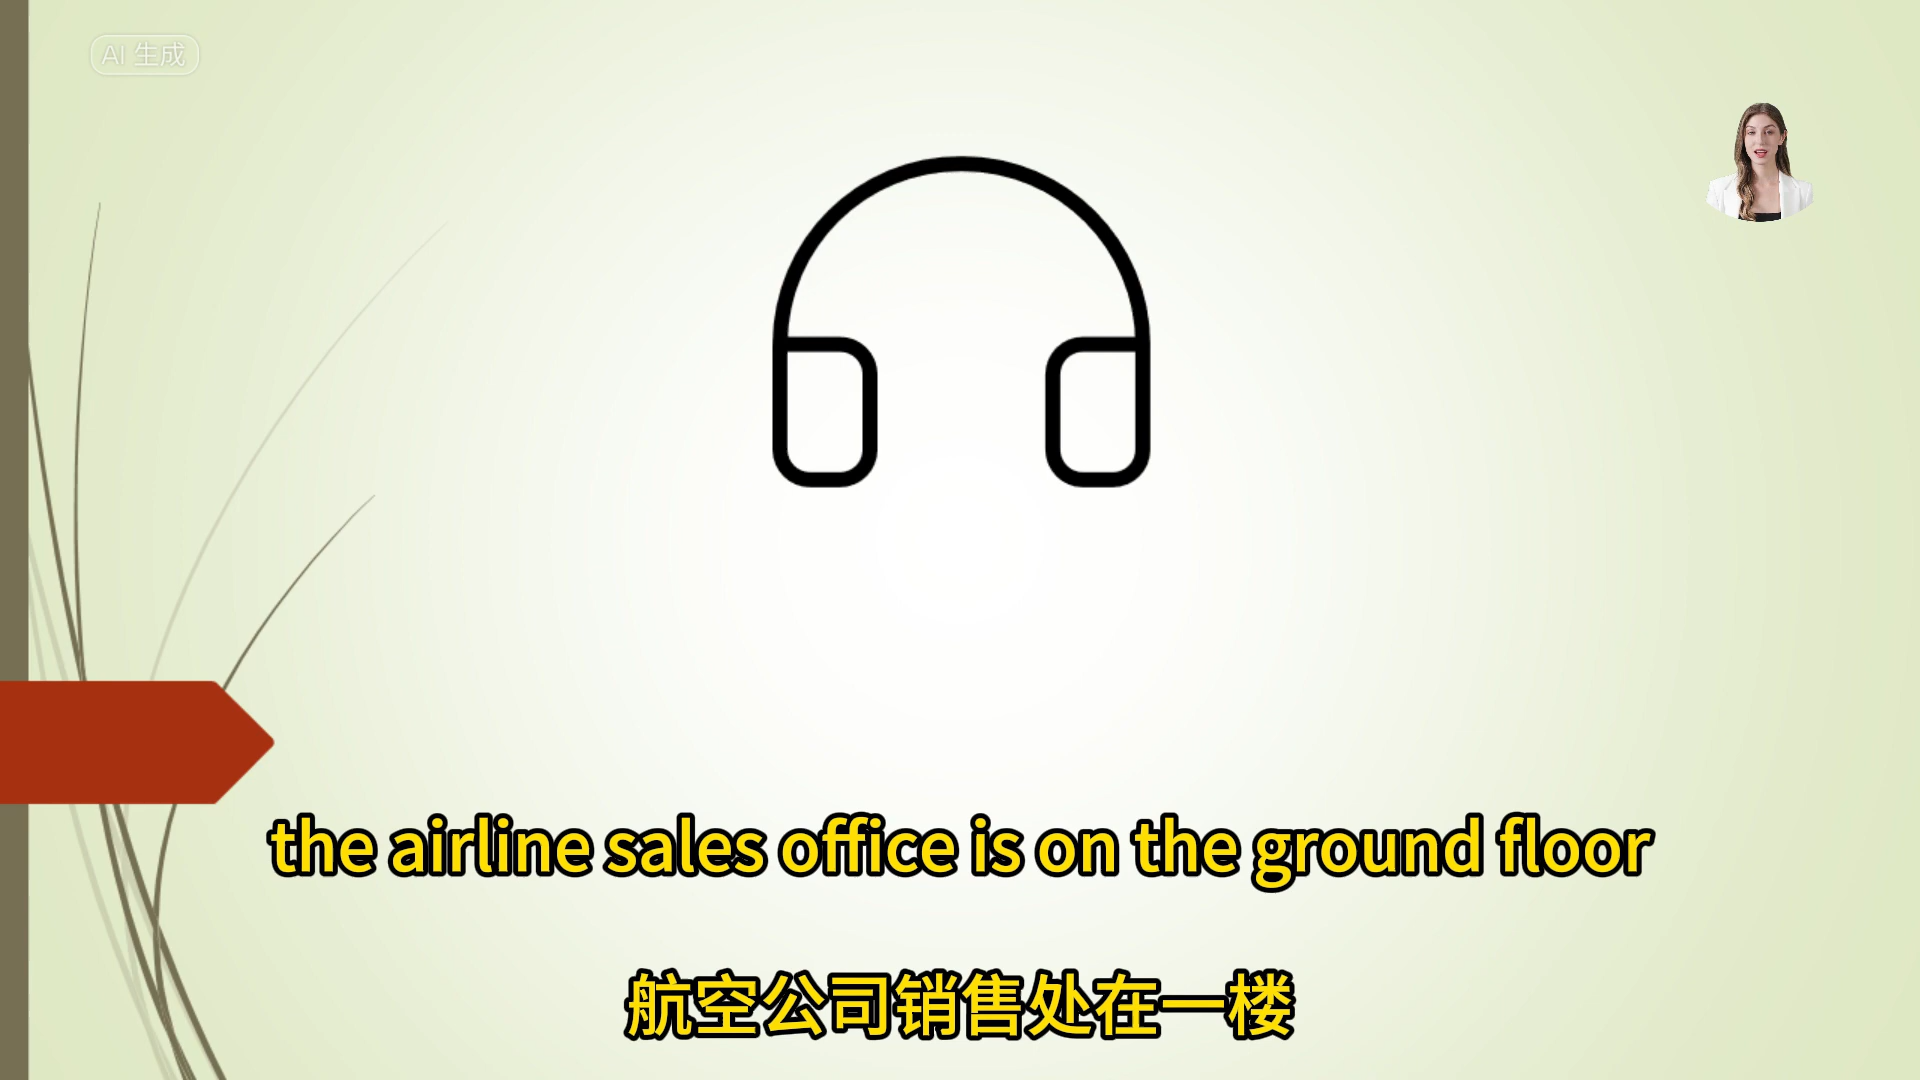 AI 生成
the airline sales office is on the ground floor
航空公司销售处在一楼